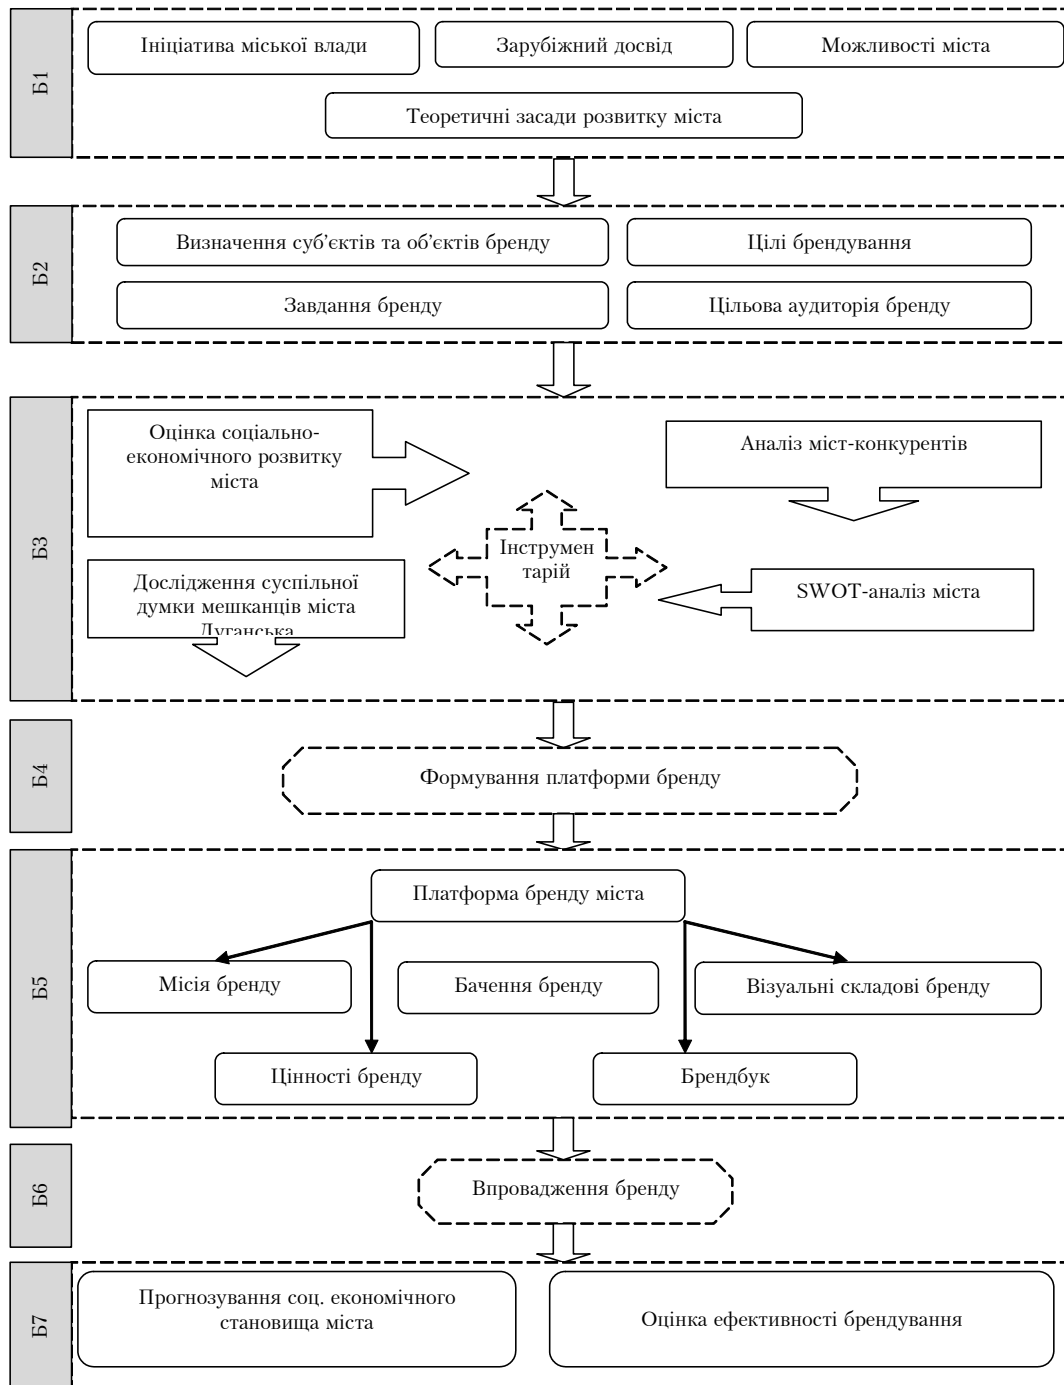 Б1
Ініціатива міської влади
Зарубіжний досвід
Можливості міста
Теоретичні засади розвитку міста
Б2
Визначення суб’єктів та об’єктів бренду
Цілі брендування
Завдання бренду
Цільова аудиторія бренду
Б3
Оцінка соціально-
економічного розвитку
міста
Аналіз міст-конкурентів
Інструмен
тарій
Дослідження суспільної
думки мешканців міста
Луганська
SWOT-аналіз міста
Б4
Формування платформи бренду
Б5
Платформа бренду міста
Місія бренду
Бачення бренду
Візуальні складові бренду
Цінності бренду
Брендбук
Б6
Впровадження бренду
Б7
Прогнозування соц. економічного
становища міста
Оцінка ефективності брендування